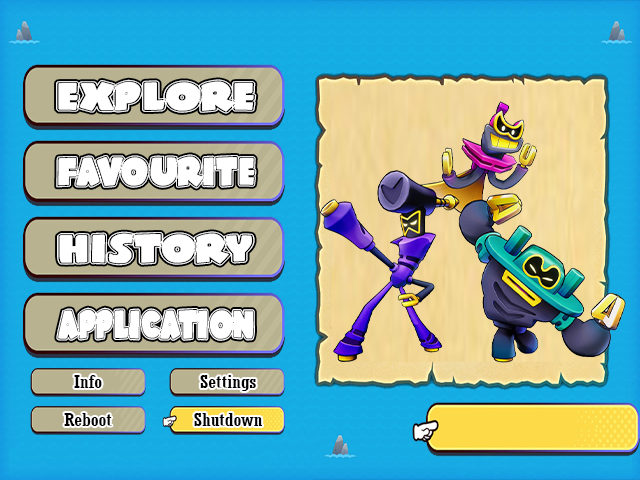 EXPLORE
FAVOURITE
HISTORY
APPLICATION
Info
Settings
Reboot
Shutdown